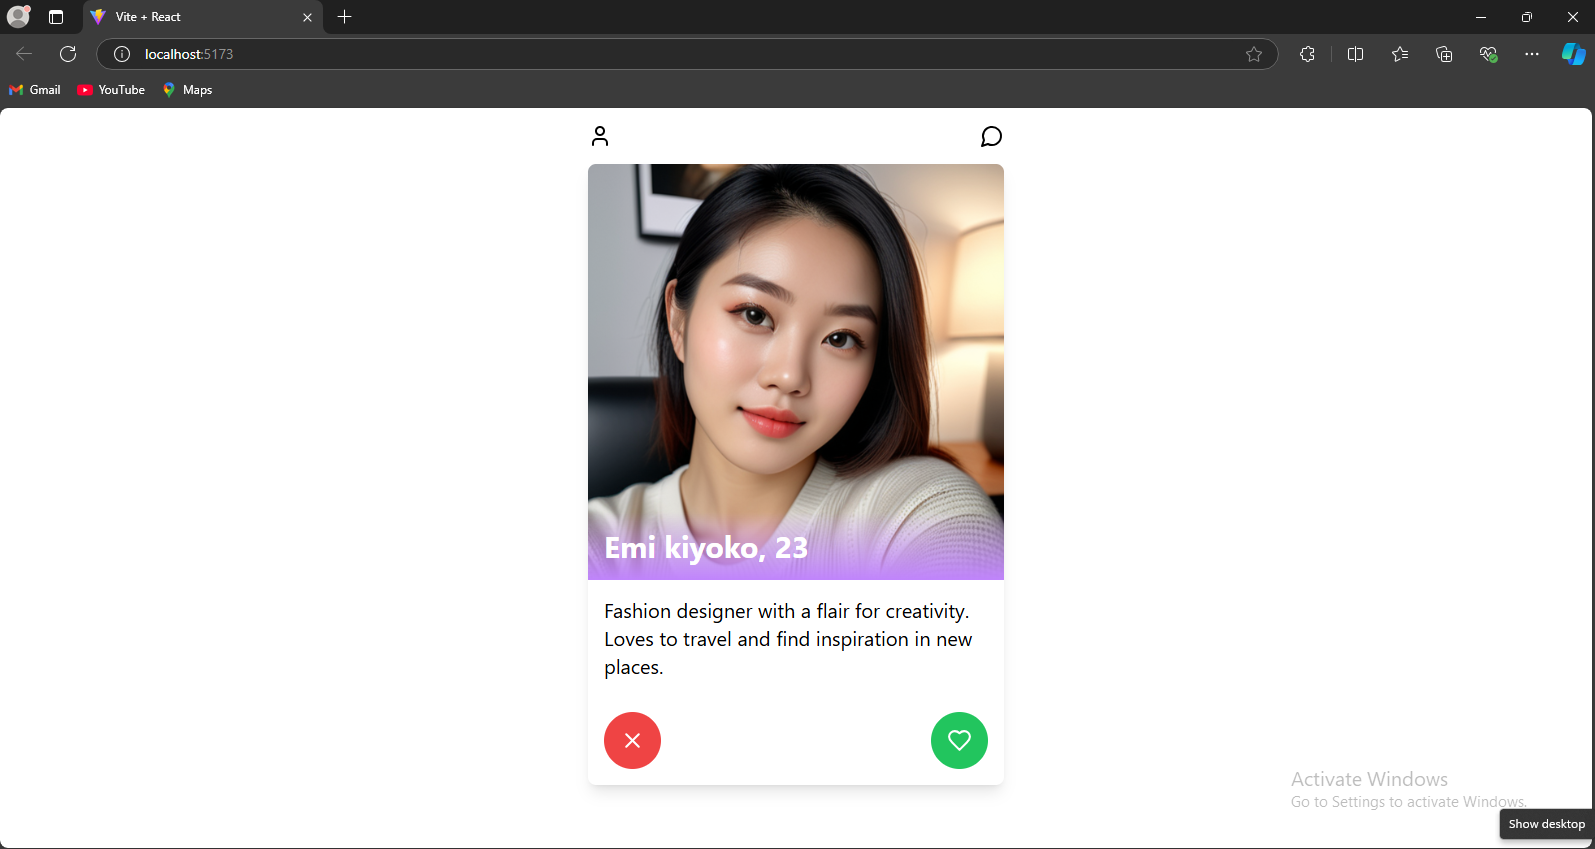 Vite + React
localhost:5173
Gmail
YouTube
Maps
Emi kiyoko, 23
Fashion designer with a flair for creativity.
Loves to travel and find inspiration in new
places.
Activate Windows
Go to Settings to activate Windows.
Show desktop